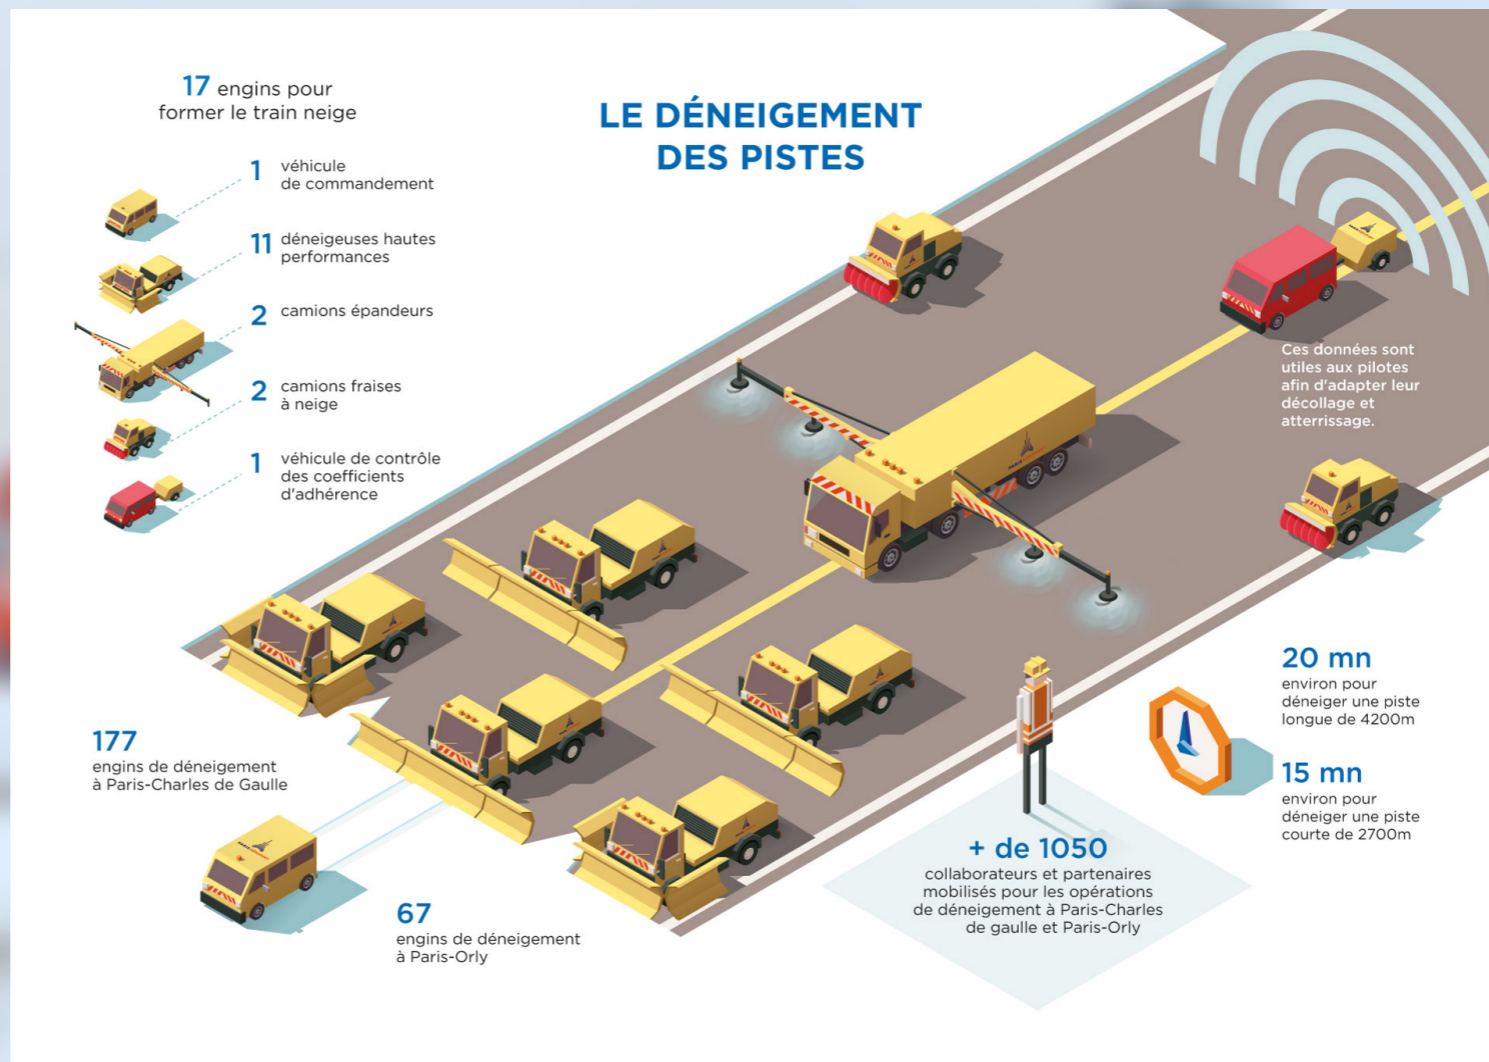 17 engins pour
former le train neige
LE DÉNEIGEMENT
DES PISTES
1 véhicule
de commandement
11 déneigeuses hautes
performances
2 camions épandeurs
2 camions fraises
à neige
1 véhicule de contrôle
des coefficients
d'adhérence
Ces données sont
utiles aux pilotes
afin d'adapter leur
décollage et
atterrissage.
177
engins de déneigement
à Paris-Charles de Gaulle
67
engins de déneigement
à Paris-Orly
+ de 1050
collaborateurs et partenaires
mobilisés pour les opérations
de déneigement à Paris-Charles
de gaulle et Paris-Orly
20 mn
environ pour
déneiger une piste
longue de 4200m
15 mn
environ pour
déneiger une piste
courte de 2700m